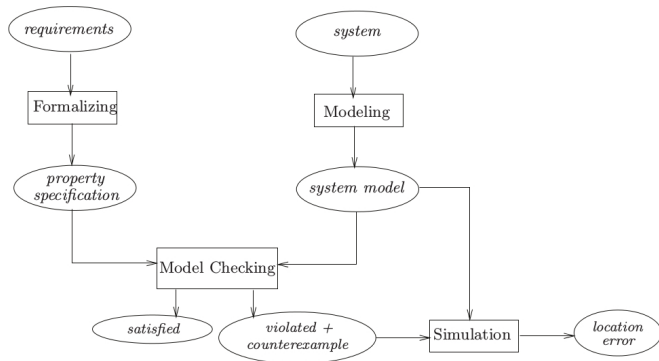 requirements
system
Formalizing
Modeling
property
specification
system model
Model Checking
satisfied
violated +
counterexample
Simulation
location
error